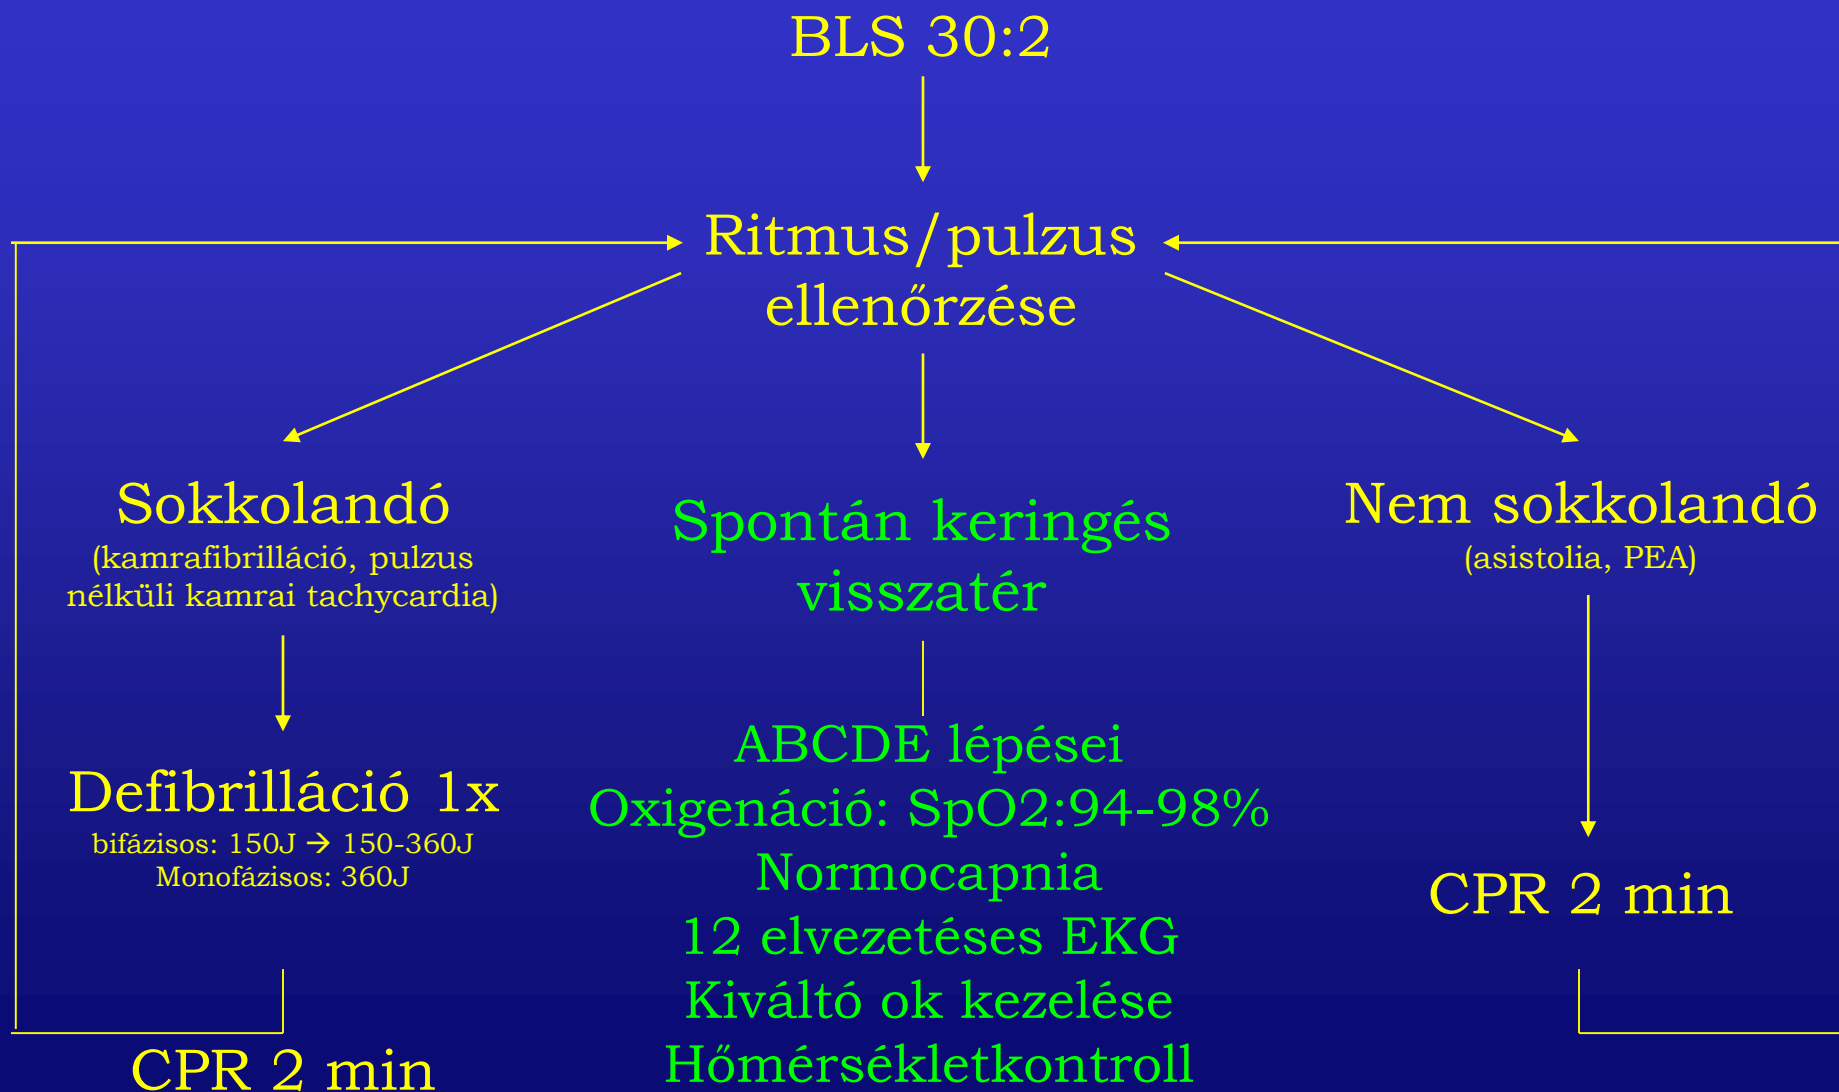 BLS 30:2
Ritmus/pulzus
ellenőrzése
Sokkolandó
(kamrafibrilláció, pulzus
nélküli kamrai tachycardia)
Defibrilláció 1x
bifázisos: 150J → 150-360J
Monofázisos: 360J
CPR 2 min
Spontán keringés
visszatér
ABCDE lépései
Oxigenáció: SpO2:94-98%
Normocapnia
12 elvezetéses EKG
Kiváltó ok kezelése
Hőmérsékletkontroll
Nem sokkolandó
(asistolia, PEA)
CPR 2 min